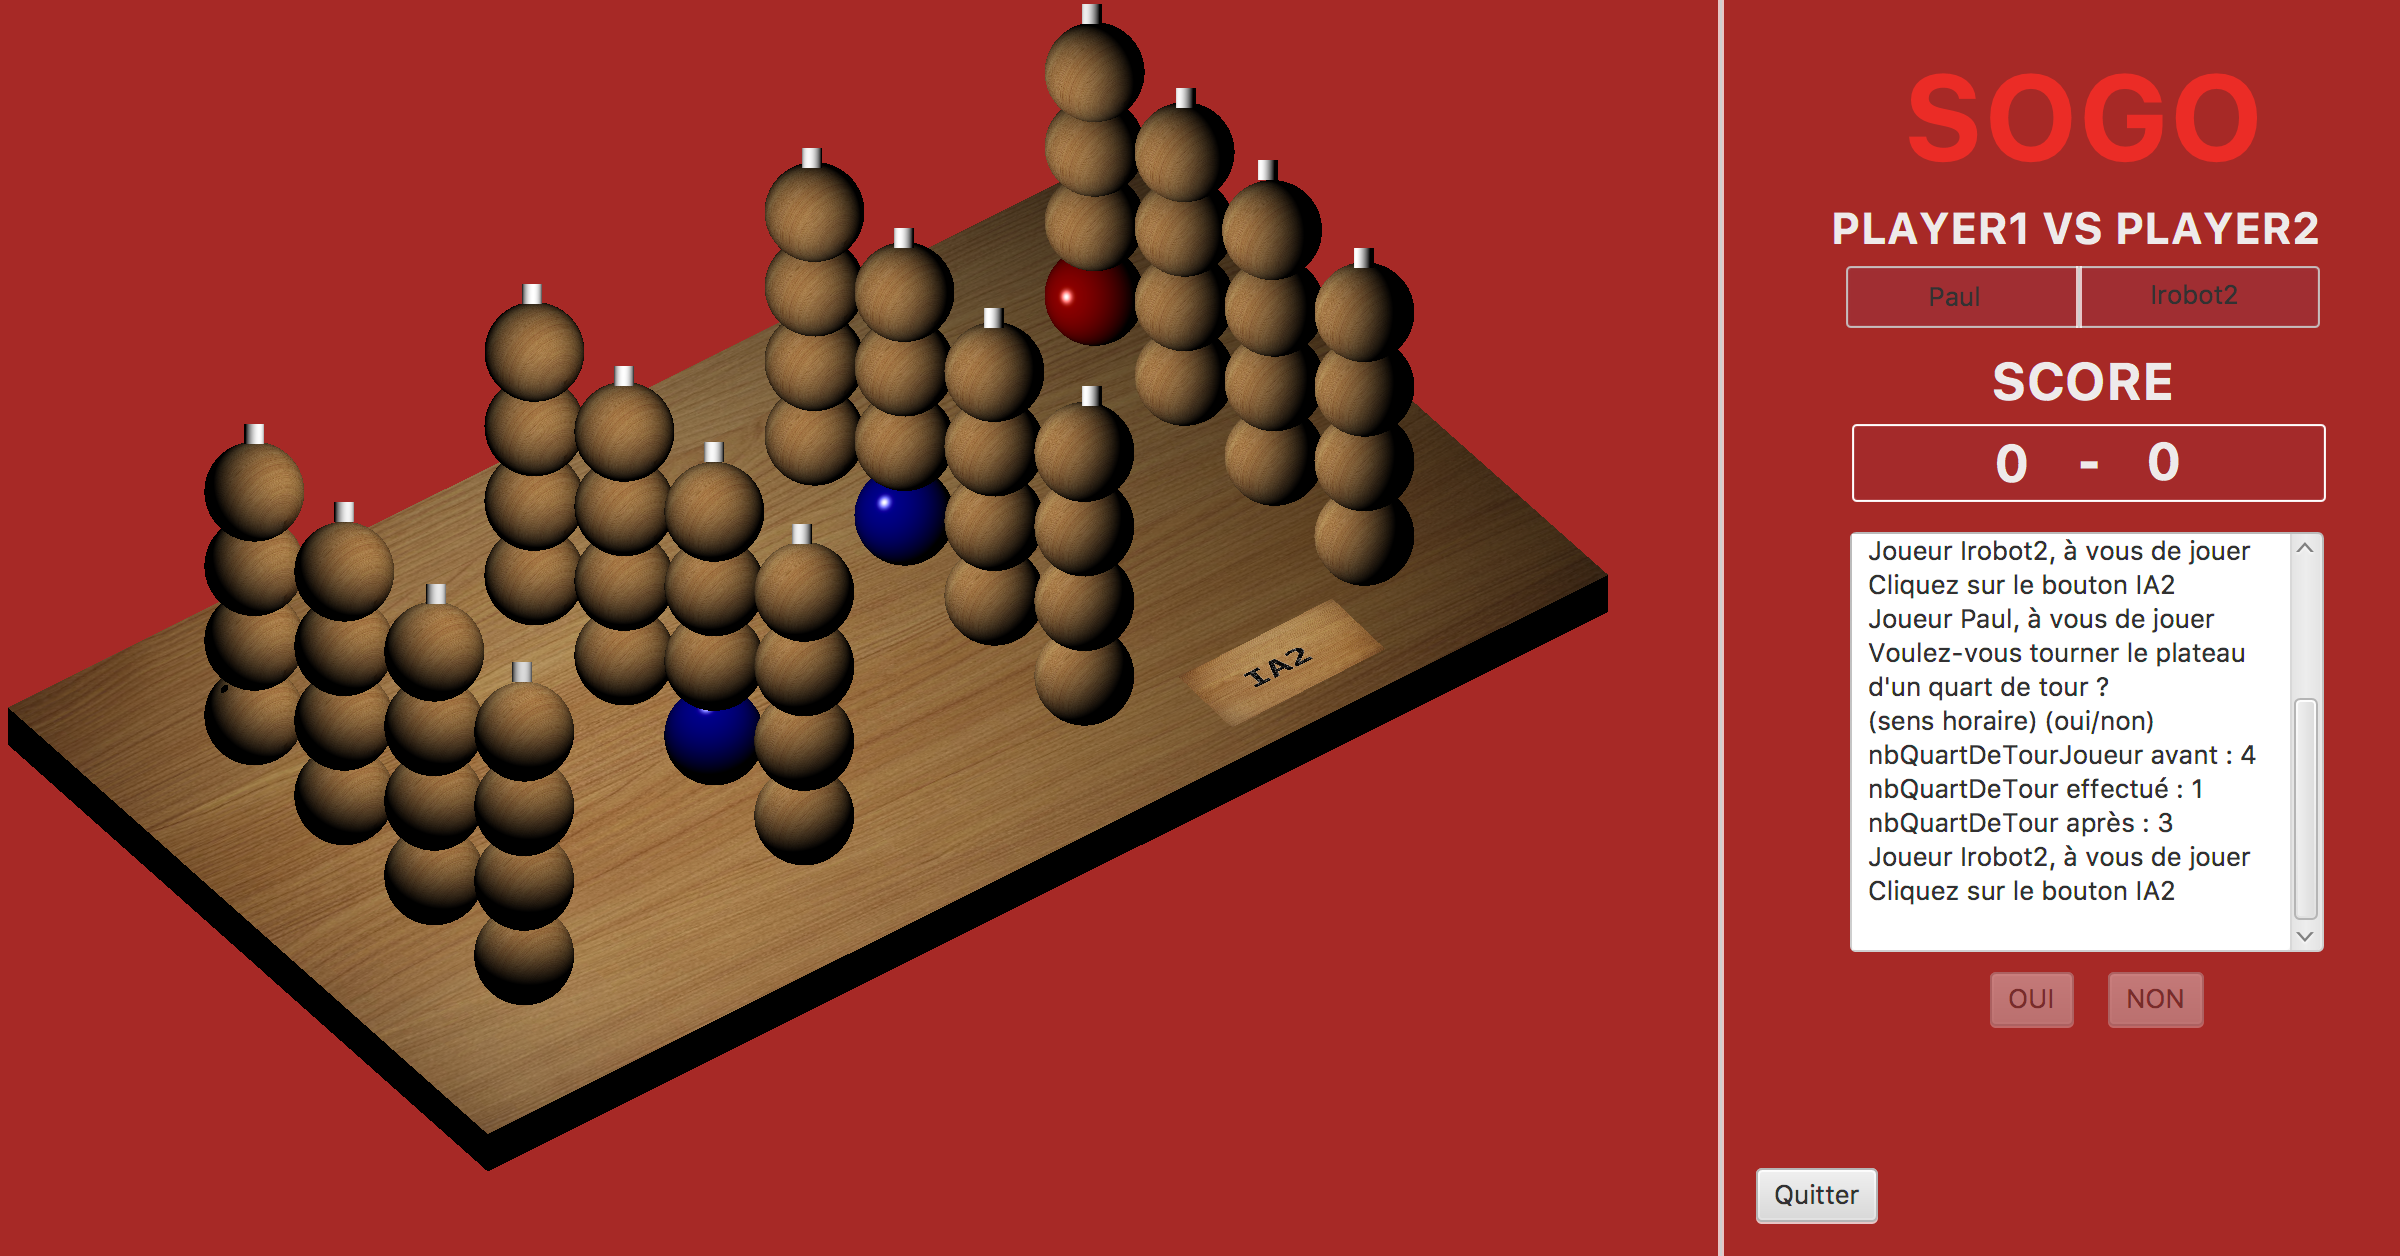 SOGO
PLAYER1 VS PLAYER2
Paul
Irobot2
SCORE
0 - 0
Joueur Irobot2, à vous de jouer
Cliquez sur le bouton IA2
Joueur Paul, à vous de jouer
Voulez-vous tourner le plateau
d'un quart de tour ?
(sens horaire) (oui/non)
nbQuartDeTourJoueur avant : 4
nbQuartDeTour effectué : 1
nbQuartDeTour après : 3
Joueur Irobot2, à vous de jouer
Cliquez sur le bouton IA2
IA2
OUI
NON
Quitter